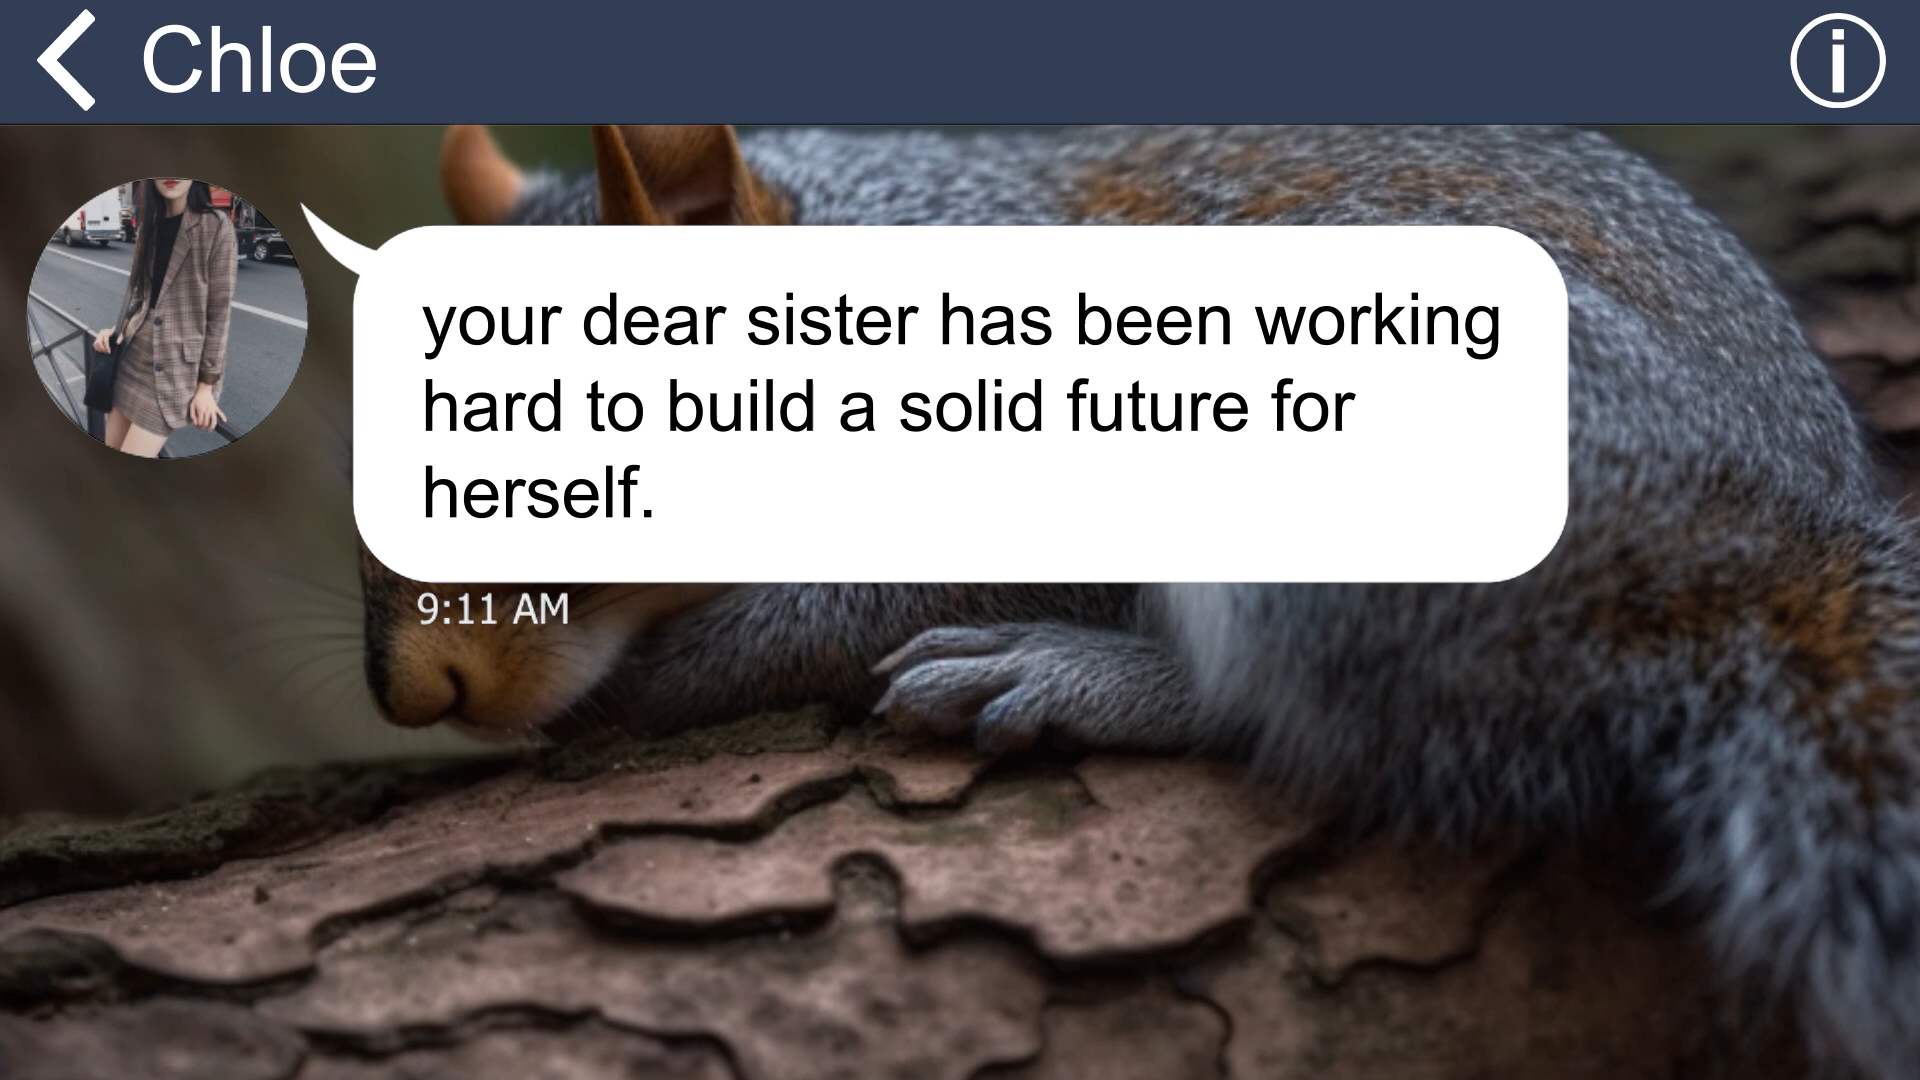 Chloe
your dear sister has been working
hard to build a solid future for
herself.
9:11 AM